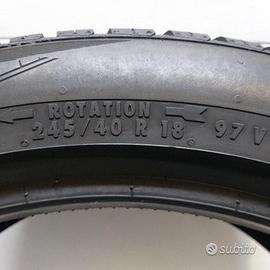 ROTATION
245/40 R 18 97 V
subito